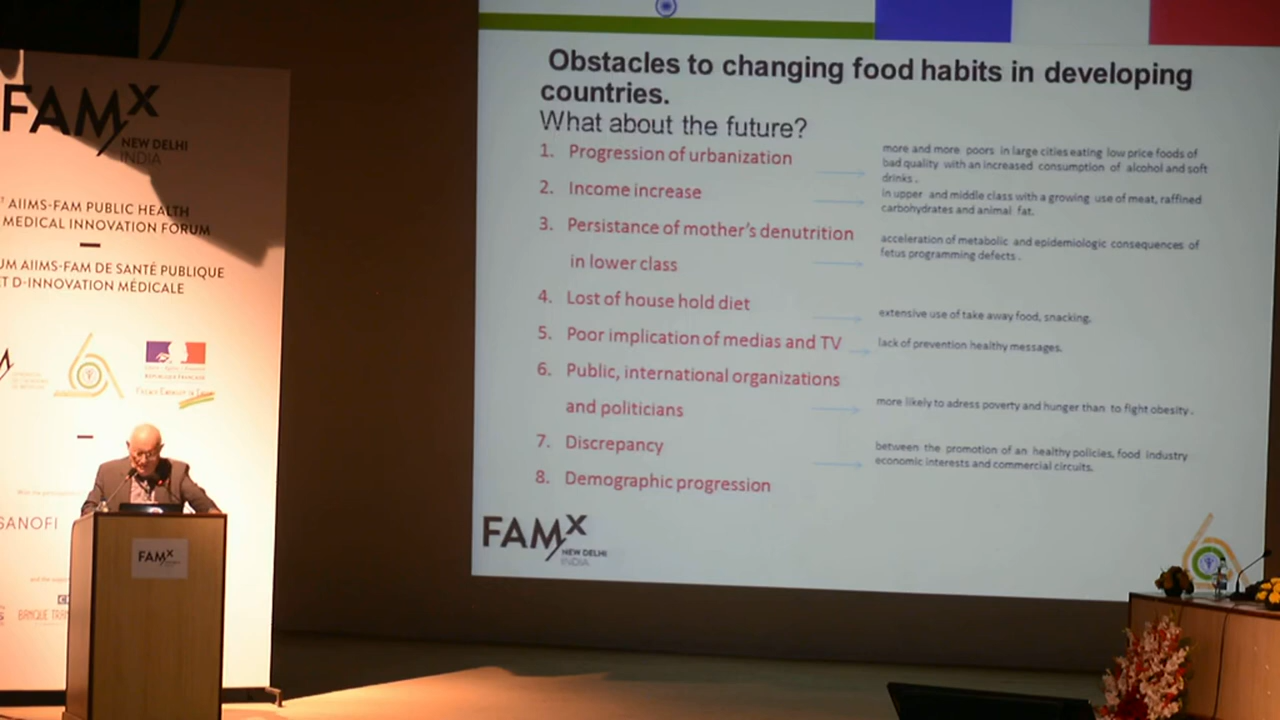 FAMX
NEW DELHI
INDIA
AIIMS-FAM PUBLIC HEALTH
MEDICAL INNOVATION FORUM
UM AIIMS-FAM DE SANTÉ PUBLIQUE
ET D-INNOVATION MÉDICALE
SANOFI
FAMX
Obstacles to changing food habits in developing
countries.
What about the future?
1. Progression of urbanization
more and more poors in large cities eating low price foods of
bad quality with an increased consumption of alcohol and soft
drinks .
2. Income increase
in upper and middle class with a growing use of meat, raffined
carbohydrates and animal fat.
3. Persistance of mother's denutrition
in lower class
acceleration of metabolic and epidemiologic consequences of
fetus programming defects .
4. Lost of house hold diet
extensive use of take away food, snacking.
5. Poor implication of medias and TV
lack of prevention healthy messages.
6. Public, international organizations
and politicians
more likely to adress poverty and hunger than to fight obesity .
7. Discrepancy
between the promotion of an healthy policies, food industry
economic interests and commercial circuits.
8. Demographic progression
FAMX
NEW DELHI
INDIA